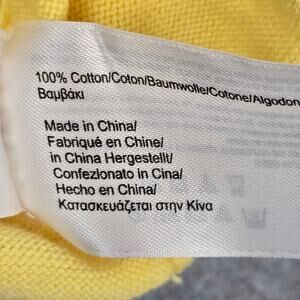 100% Cotton/Coton/Baumwolle/Cotone/Algodon
Βαμβάκι
Made in China/
Fabriqué en Chine/
in China Hergestellt/
Confezionato in Cina/
Hecho en China/
Κατασκευάζεται στην Κίνα